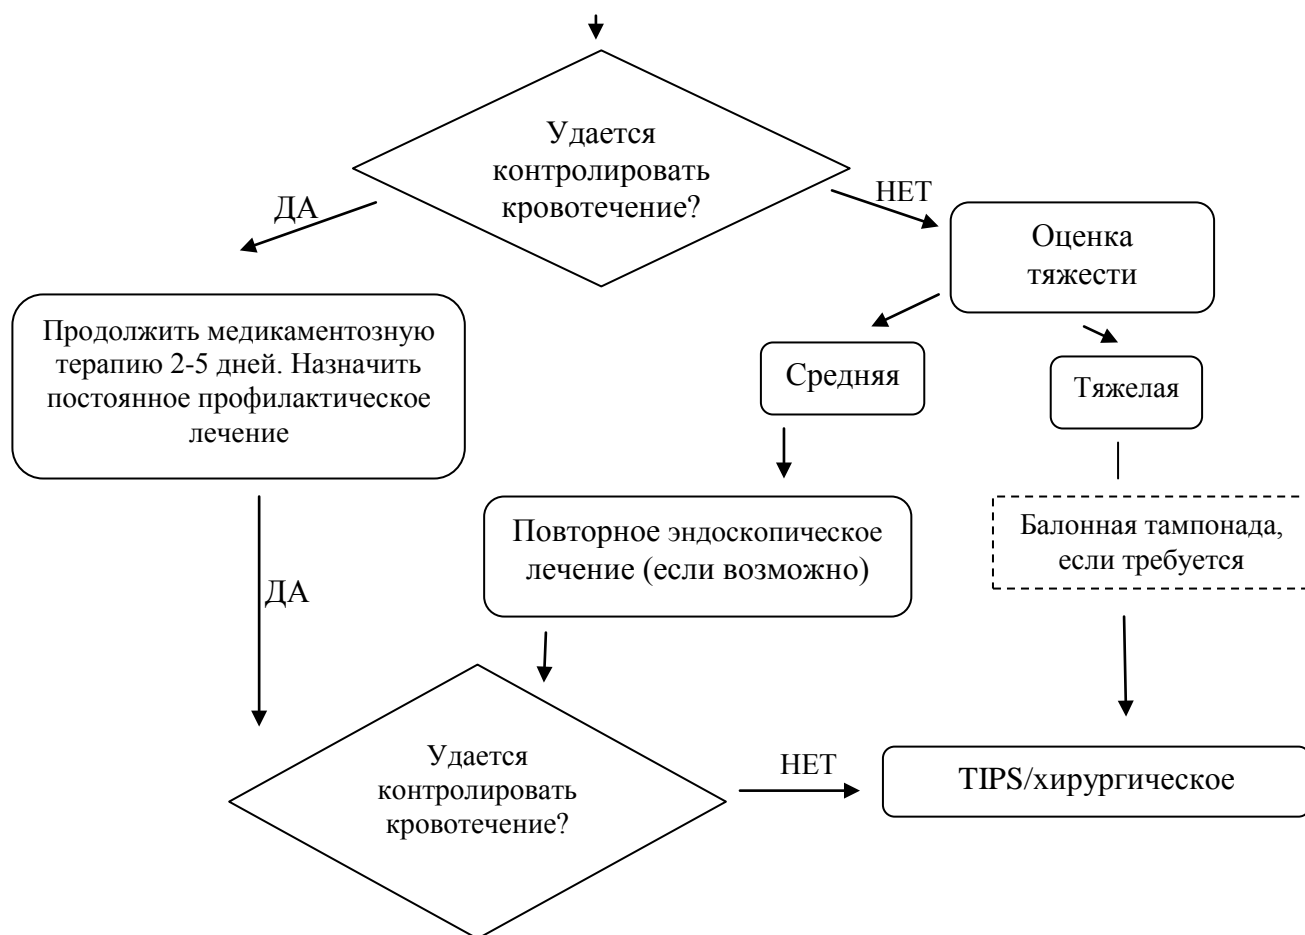 Удается
контролировать
кровотечение?
ДА
НЕТ
Оценка
тяжести
Продолжить медикаментозную
терапию 2-5 дней. Назначить
постоянное профилактическое
лечение
Средняя
Тяжелая
Повторное эндоскопическое
лечение (если возможно)
Балонная тампонада,
если требуется
ДА
Удается
контролировать
кровотечение?
НЕТ
TIPS/хирургическое